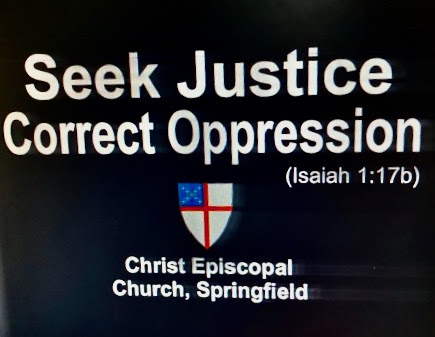 Seek Justice
Correct Oppression
(Isaiah 1:17b)
Christ Episcopal
Church, Springfield